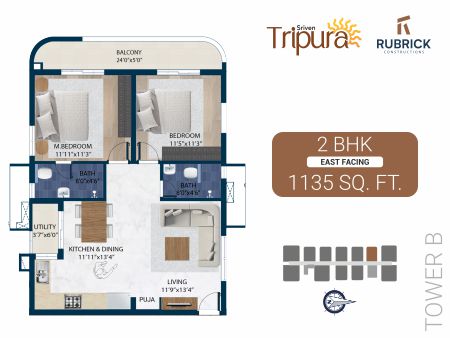 BALCONY
24'0"x5'0"
M.BEDROOM
11'11"x11'3"
BEDROOM
11'5"x11'3"
BATH
8'0"x4'6"
BATH
8'0"x4'6"
UTILITY
3'7"x6'0"
KITCHEN & DINING
11'11"x13'4"
LIVING
11'9"x13'4"
PUJA
Sriven
Tripura
RUBRICK
CONSTRUCTIONS
2 BHK
EAST FACING
1135 SQ. FT.
TOWER B